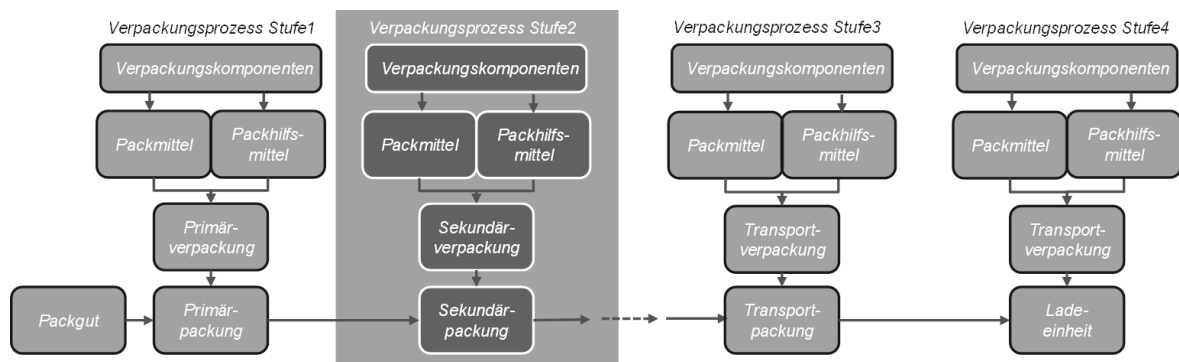 Verpackungsprozess Stufe1
Verpackungskomponenten
Packmittel
Packhilfs-
mittel
Primär-
verpackung
Packgut
Primär-
packung
Verpackungsprozess Stufe2
Verpackungskomponenten
Packmittel
Packhilfs-
mittel
Sekundär-
verpackung
Sekundär-
packung
Verpackungsprozess Stufe3
Verpackungskomponenten
Packmittel
Packhilfs-
mittel
Transport-
verpackung
Transport-
packung
Verpackungsprozess Stufe4
Verpackungskomponenten
Packmittel
Packhilfs-
mittel
Transport-
verpackung
Lade-
einheit